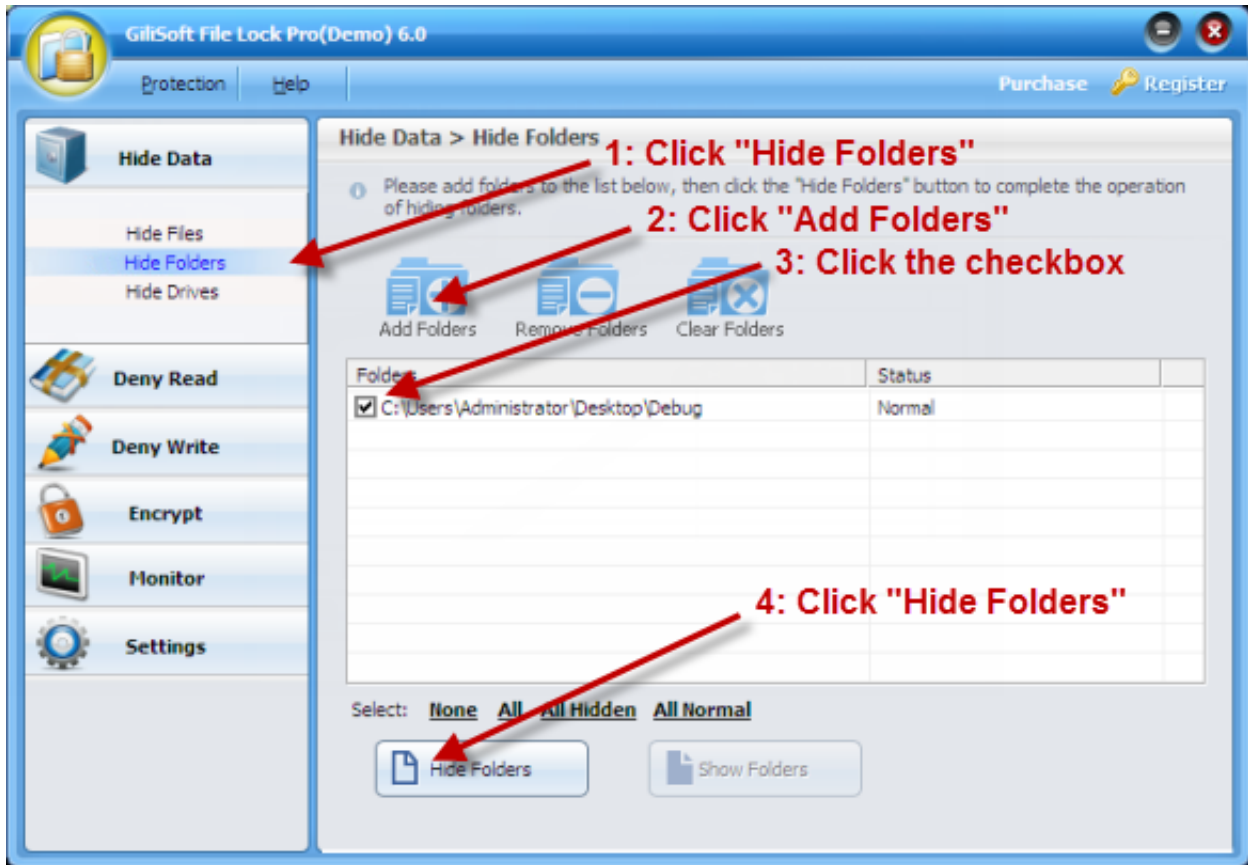 GiliSoft File Lock Pro(Demo) 6.0
Protection Help Purchase Register
Hide Data
Hide Files
Hide Folders
Hide Drives
Deny Read
Deny Write
Encrypt
Monitor
Settings
Hide Data > Hide Folders
1: Click "Hide Folders"
Please add folders to the list below, then click the "Hide Folders" button to complete the operation
of hiding folders.
2: Click "Add Folders"
3: Click the checkbox
Add Folders Remove Folders Clear Folders
Folders Status
C:\Users\Administrator\Desktop\Debug Normal
4: Click "Hide Folders"
Select: None All All Hidden All Normal
Hide Folders Show Folders